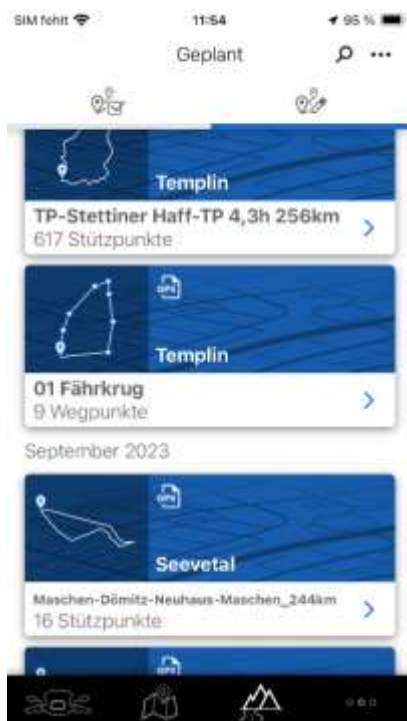 SIM fehlt
11:54
95 %
Geplant
Templin
TP-Stettiner Haff-TP 4,3h 256km
617 Stützpunkte
GPX
Templin
01 Fährkrug
9 Wegpunkte
September 2023
GPX
Seevetal
Maschen-Dömitz-Neuhaus-Maschen_244km
16 Stützpunkte